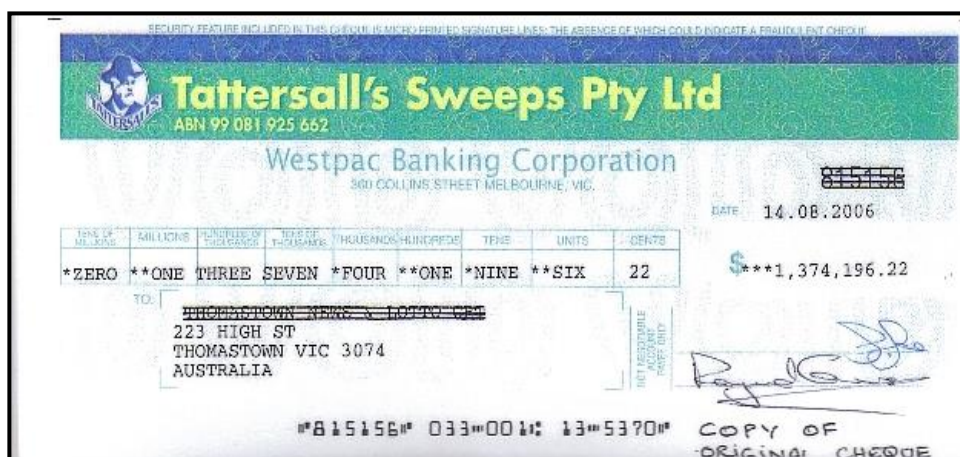 SECURITY FEATURE INCLUDED IN THIS CHEQUE IS MICRO PRINTED SIGNATURE LINES: THE ABSENCE OF WHICH COULD INDICATE A FRAUDULENT CHEQUE
TATTERSALL'S
Tattersall's Sweeps Pty Ltd
ABN 99 081 925 662
Westpac Banking Corporation
360 COLLINS STREET MELBOURNE, VIC.
815156
DATE 14.08.2006
TENS OF MILLIONS MILLIONS HUNDREDS OF THOUSANDS TENS OF THOUSANDS THOUSANDS HUNDREDS TENS UNITS CENTS
*ZERO **ONE THREE SEVEN *FOUR **ONE *NINE **SIX 22
$***1,374,196.22
TO:
THOMASTOWN NEWS & LOTTO
223 HIGH ST
THOMASTOWN VIC 3074
AUSTRALIA
NOT NEGOTIABLE
ACCOUNT
PAYEE ONLY
⑈815156⑈ 033⑉001⑆ 13⑉5370⑈
COPY OF
ORIGINAL CHEQUE